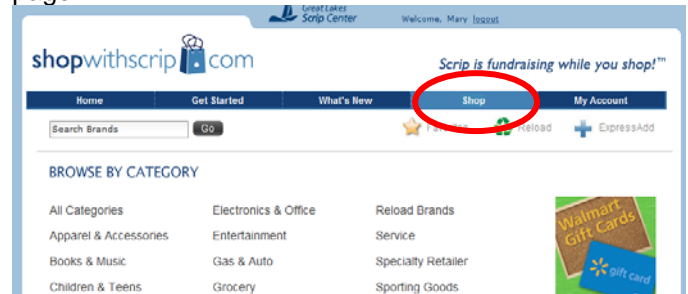 page
Great Lakes
Scrip Center
Welcome, Mary logout
shopwithscrip.com
Scrip is fundraising while you shop!™
Home Get Started What's New Shop My Account
Search Brands Go Favorites Reload ExpressAdd
BROWSE BY CATEGORY
All Categories Electronics & Office Reload Brands
Apparel & Accessories Entertainment Service
Books & Music Gas & Auto Specialty Retailer
Children & Teens Grocery Sporting Goods
Walmart
Gift Cards
gift card